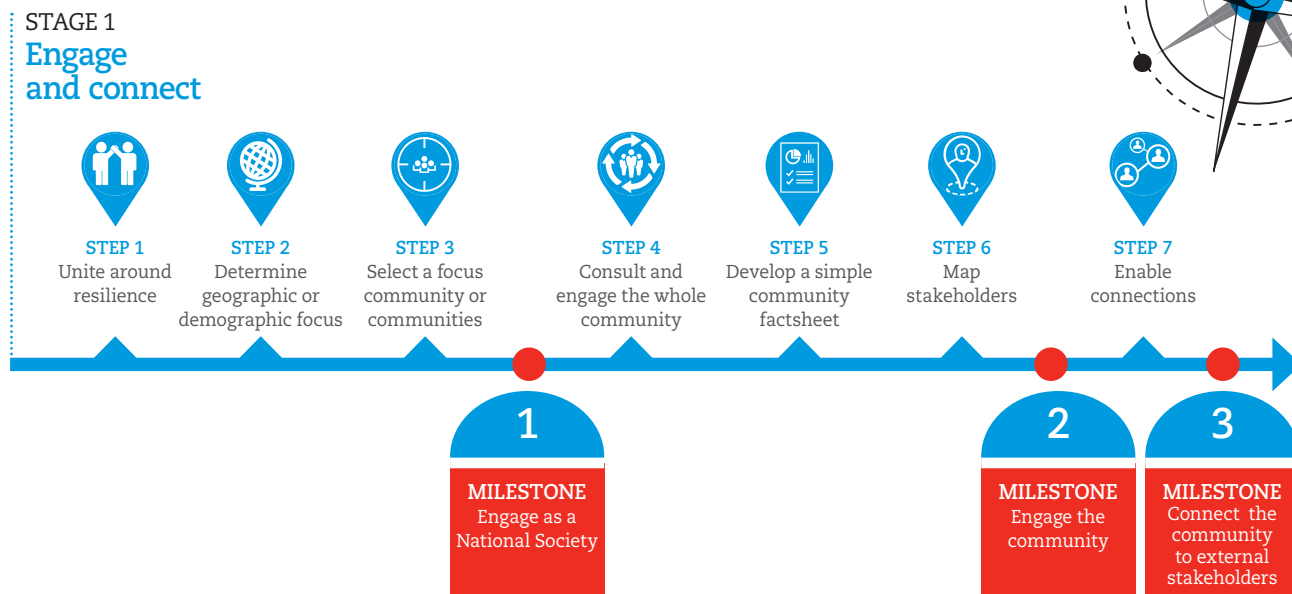 STAGE 1
Engage
and connect
STEP 1
Unite around
resilience
STEP 2
Determine
geographic or
demographic focus
STEP 3
Select a focus
community or
communities
STEP 4
Consult and
engage the whole
community
STEP 5
Develop a simple
community
factsheet
STEP 6
Map
stakeholders
STEP 7
Enable
connections
1
MILESTONE
Engage as a
National Society
2
MILESTONE
Engage the
community
3
MILESTONE
Connect the
community
to external
stakeholders